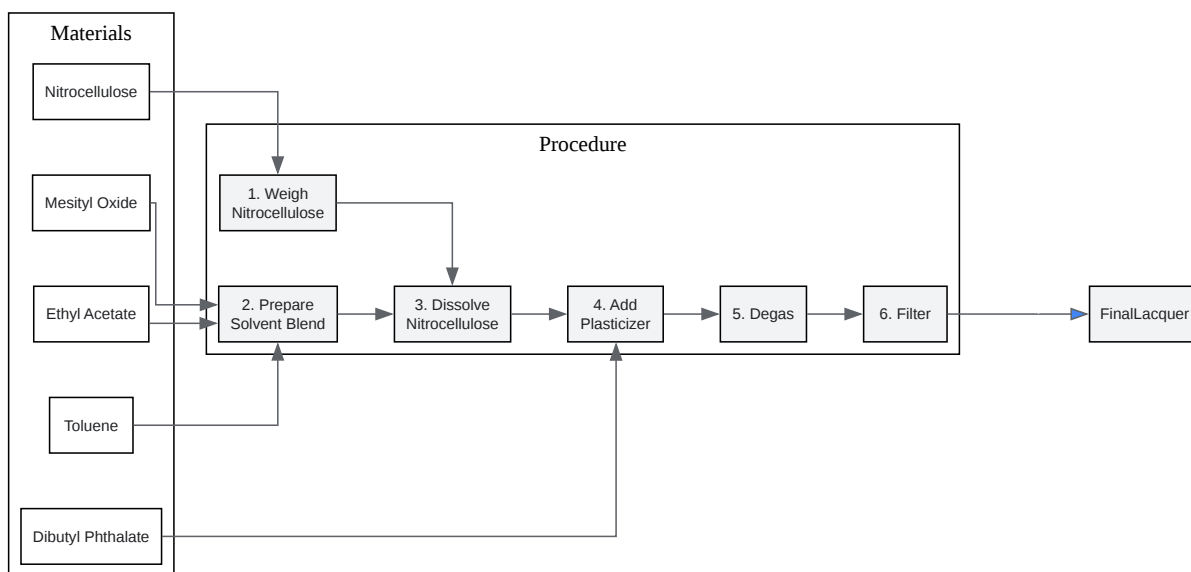 Materials
Nitrocellulose
Mesityl Oxide
Ethyl Acetate
Toluene
Dibutyl Phthalate
Procedure
1. Weigh
Nitrocellulose
2. Prepare
Solvent Blend
3. Dissolve
Nitrocellulose
4. Add
Plasticizer
5. Degas
6. Filter
FinalLacquer